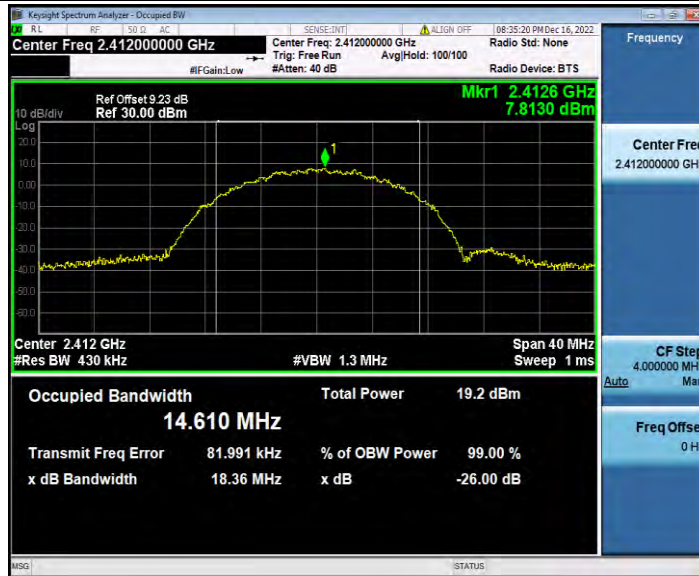 Keysight Spectrum Analyzer - Occupied BW
RL RF 50 Ω AC SENSE:INT ALIGN OFF 08:35:20 PM Dec 16, 2022
Center Freq 2.412000000 GHz
Center Freq: 2.412000000 GHz
Radio Std: None
Trig: Free Run Avg|Hold: 100/100
#IFGain:Low #Atten: 40 dB Radio Device: BTS
Frequency
Ref Offset 9.23 dB
10 dB/div Ref 30.00 dBm
Mkr1 2.4126 GHz
7.8130 dBm
Log
20.0
10.0
0.00
-10.0
-20.0
-30.0
-40.0
-50.0
-60.0
1
Center Fre
2.412000000 GH
Center 2.412 GHz Span 40 MHz
#Res BW 430 kHz #VBW 1.3 MHz Sweep 1 ms
CF Step
4.000000 MH
Auto Ma
Occupied Bandwidth Total Power 19.2 dBm
14.610 MHz
Transmit Freq Error 81.991 kHz % of OBW Power 99.00 %
x dB Bandwidth 18.36 MHz x dB -26.00 dB
Freq Offse
0 H
MSG STATUS